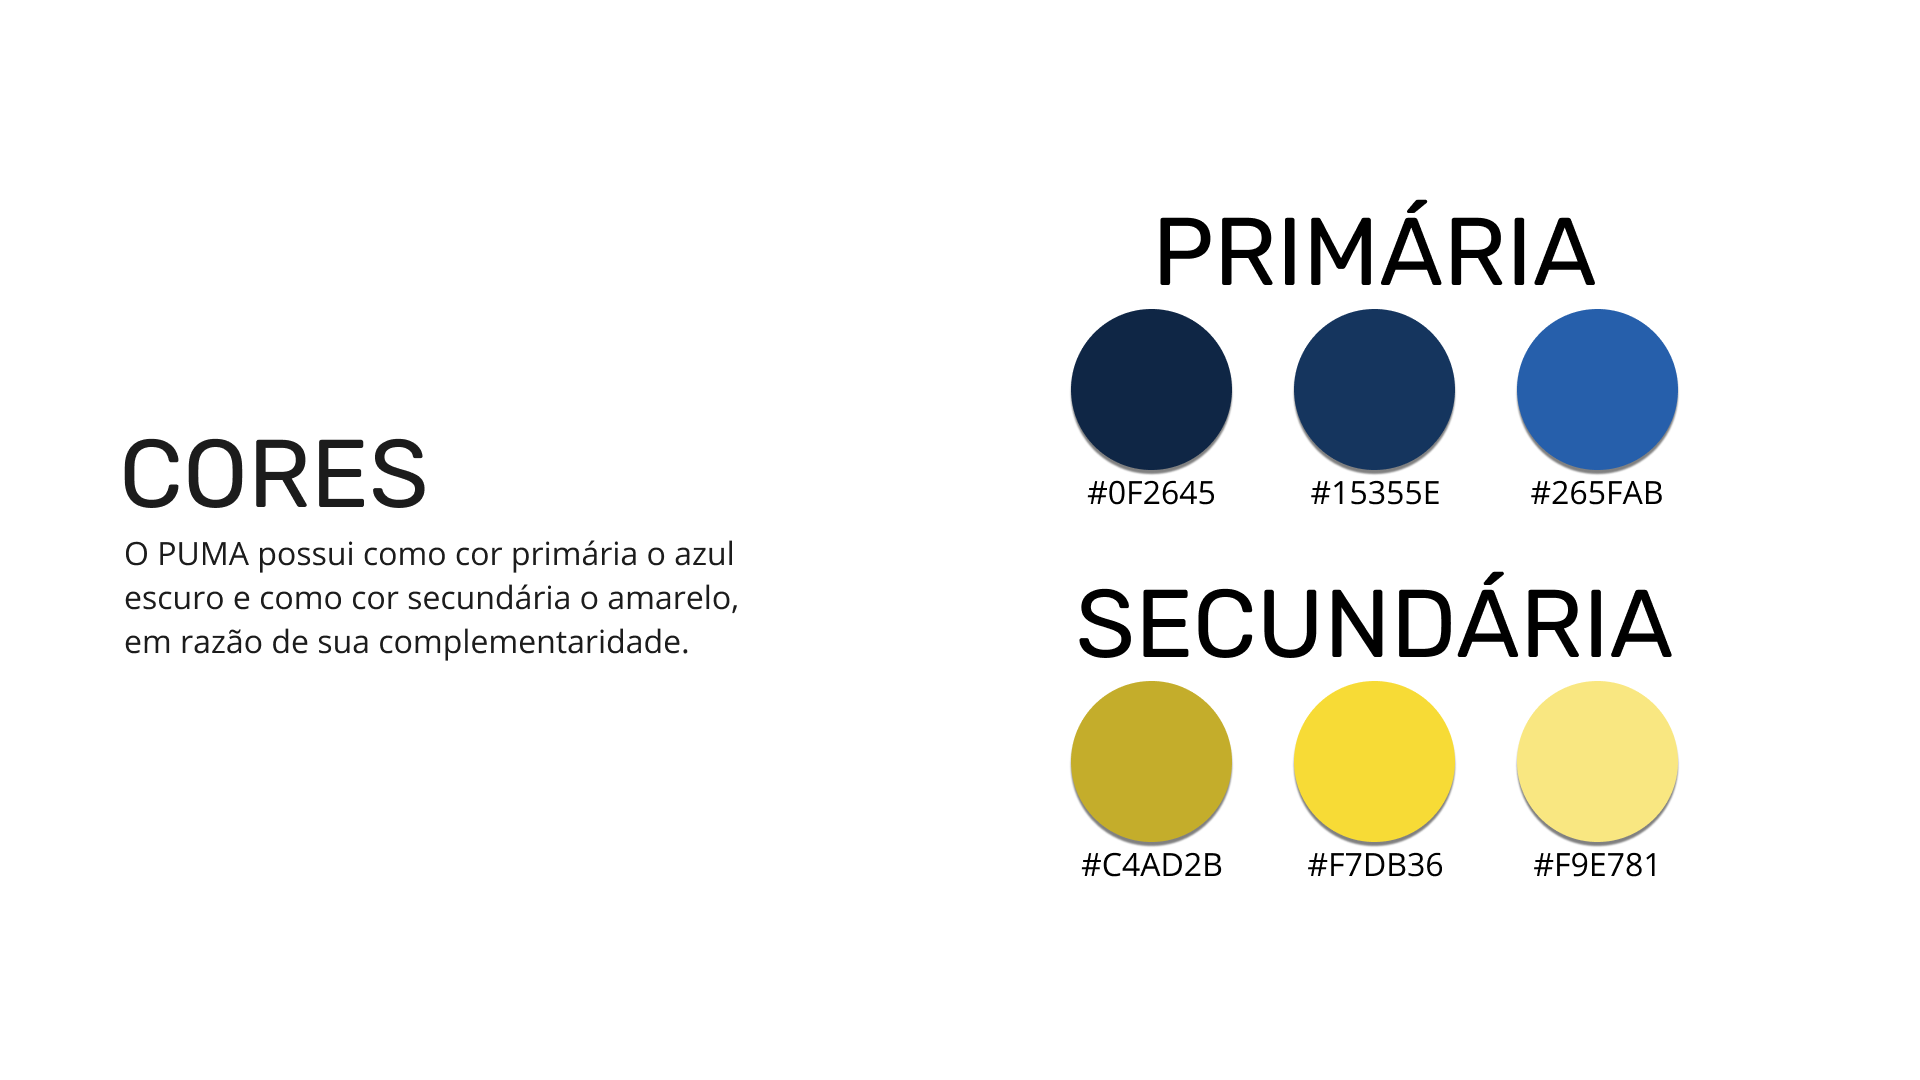 CORES
O PUMA possui como cor primária o azul
escuro e como cor secundária o amarelo,
em razão de sua complementaridade.
PRIMÁRIA
#0F2645 #15355E #265FAB
SECUNDÁRIA
#C4AD2B #F7DB36 #F9E781